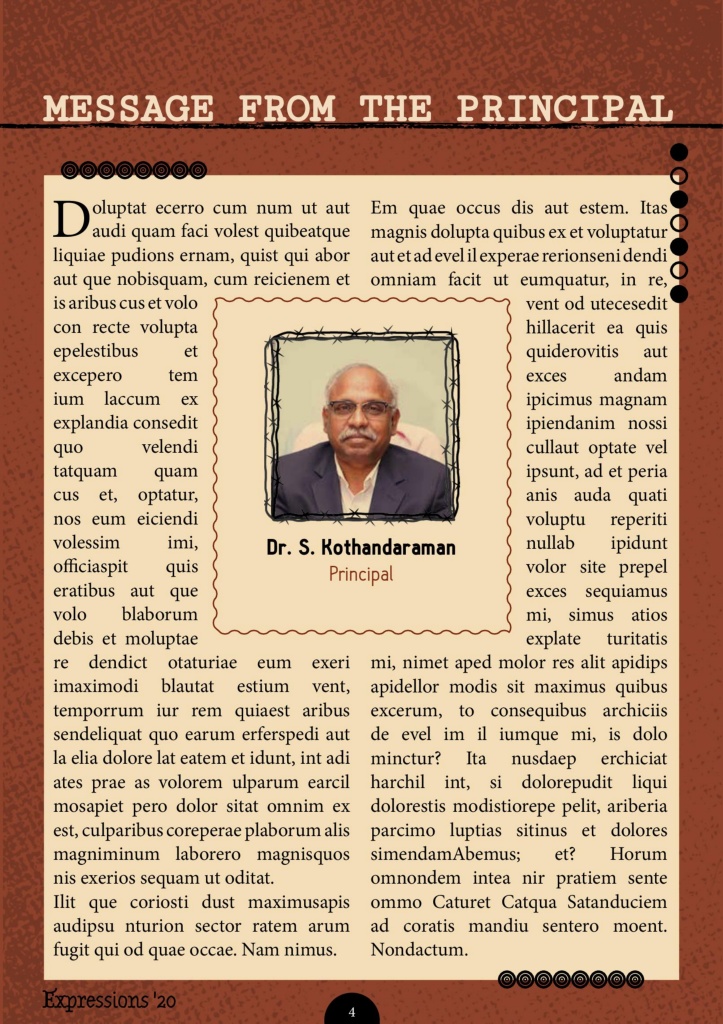 MESSAGE FROM THE PRINCIPAL
Doluptat ecerro cum num ut aut
audi quam faci volest quibeatque
liquiae pudions ernam, quist qui abor
aut que nobisquam, cum reicienem et
is aribus cus et volo
con recte volupta
epelestibus et
excepero tem
ium laccum ex
explandia consedit
quo velendi
tatquam quam
cus et, optatur,
nos eum eiciendi
volessim imi,
officiaspit quis
eratibus aut que
volo blaborum
debis et moluptae
re dendict otaturiae eum exeri
imaximodi blautat estium vent,
temporrum iur rem quiaest aribus
sendeliquat quo earum erferspedi aut
la elia dolore lat eatem et idunt, int adi
ates prae as volorem ulparum earcil
mosapiet pero dolor sitat omnim ex
est, culparibus coreperae plaborum alis
magniminum laborero magnisquos
nis exerios sequam ut oditat.
Ilit que coriosti dust maximusapis
audipsu nturion sector ratem arum
fugit qui od quae occae. Nam nimus.
Em quae occus dis aut estem. Itas
magnis dolupta quibus ex et voluptatur
aut et ad evel il experae rerionseni dendi
omniam facit ut eumquatur, in re,
vent od utecesedit
hillacerit ea quis
quiderovitis aut
exces andam
ipicimus magnam
ipiendanim nossi
cullaut optate vel
ipsunt, ad et peria
anis auda quati
voluptu reperiti
nullab ipidunt
volor site prepel
exces sequiamus
mi, simus atios
explate turitatis
mi, nimet aped molor res alit apidips
apidellor modis sit maximus quibus
excerum, to consequibus archiciis
de evel im il iumque mi, is dolo
minctur? Ita nusdaep erchiciat
harchil int, si dolorepudit liqui
dolorestis modistiorepe pelit, ariberia
parcimo luptias sitinus et dolores
simendamAbemus; et? Horum
omnondem intea nir pratiem sente
ommo Caturet Catqua Satanduciem
ad coratis mandiu sentero moent.
Nondactum.
Dr. S. Kothandaraman
Principal
Expressions '20
4